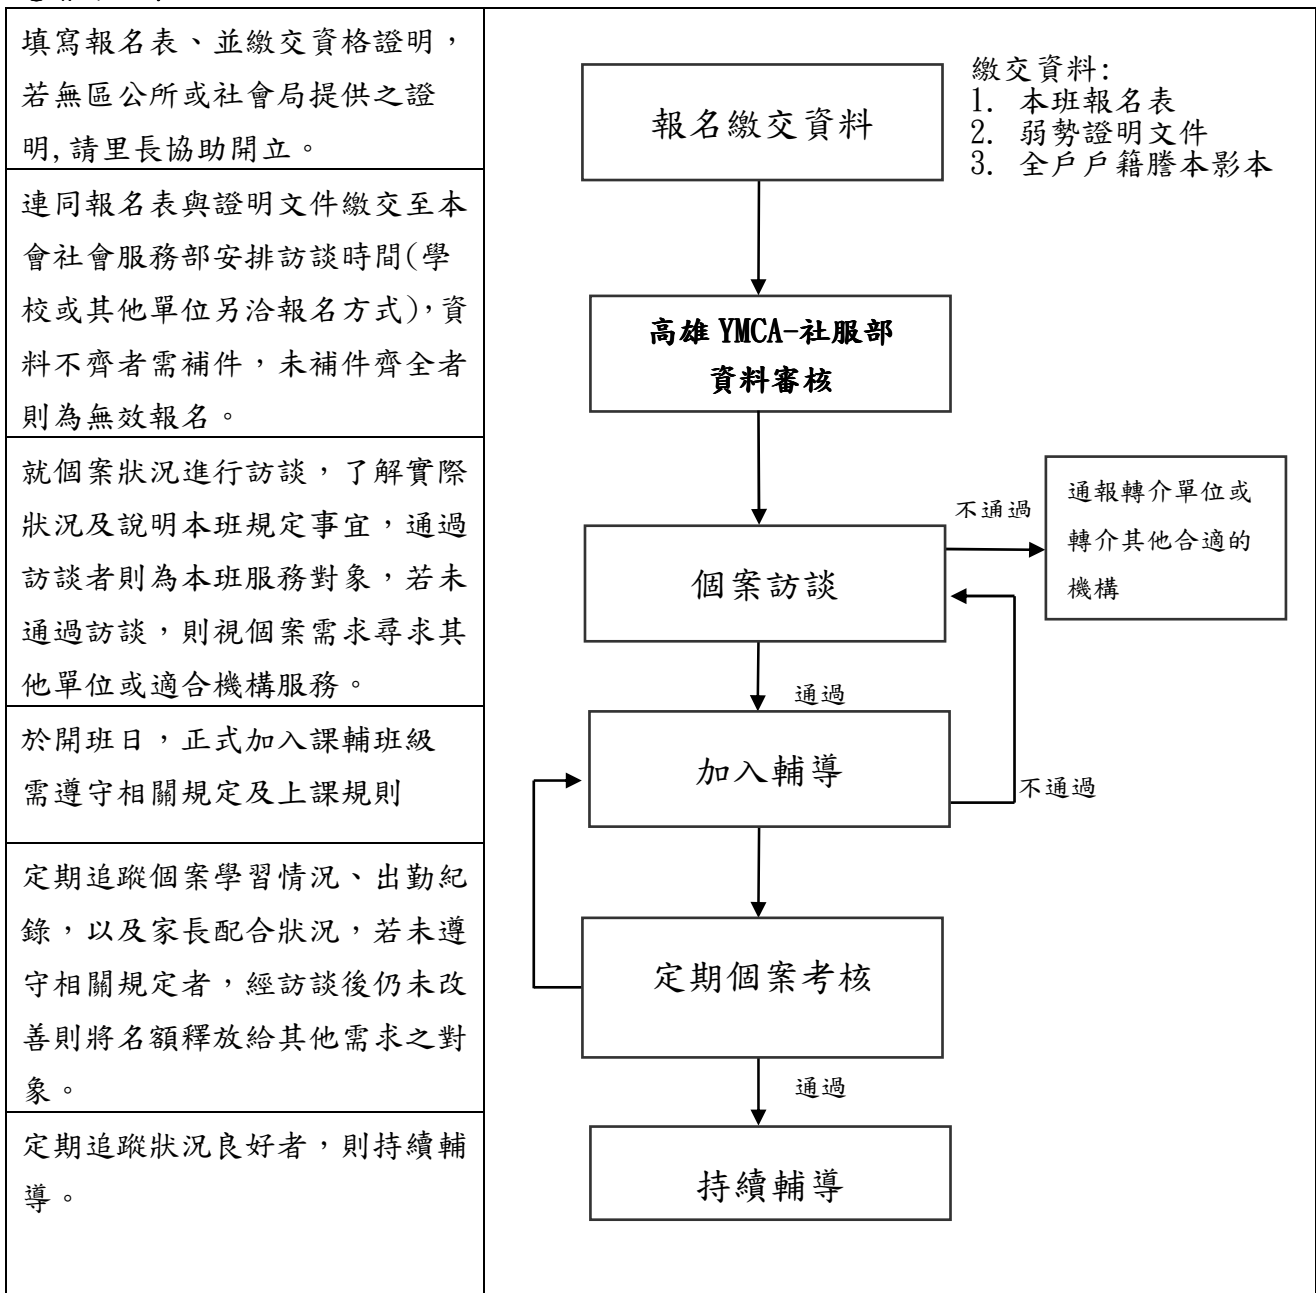 填寫報名表、並繳交資格證明，
若無區公所或社會局提供之證
明,請里長協助開立。
連同報名表與證明文件繳交至本
會社會服務部安排訪談時間(學
校或其他單位另洽報名方式)，資
料不齊者需補件，未補件齊全者
則為無效報名。
就個案狀況進行訪談，了解實際
狀況及說明本班規定事宜，通過
訪談者則為本班服務對象，若未
通過訪談，則視個案需求尋求其
他單位或適合機構服務。
於開班日，正式加入課輔班級
需遵守相關規定及上課規則
定期追蹤個案學習情況、出勤紀
錄，以及家長配合狀況，若未遵
守相關規定者，經訪談後仍未改
善則將名額釋放給其他需求之對
象。
定期追蹤狀況良好者，則持續輔
導。
報名繳交資料
繳交資料:
1. 本班報名表
2. 弱勢證明文件
3. 全戶戶籍謄本影本
高雄 YMCA-社服部
資料審核
個案訪談
不通過
通報轉介單位或
轉介其他合適的
機構
通過
加入輔導
不通過
定期個案考核
通過
持續輔導